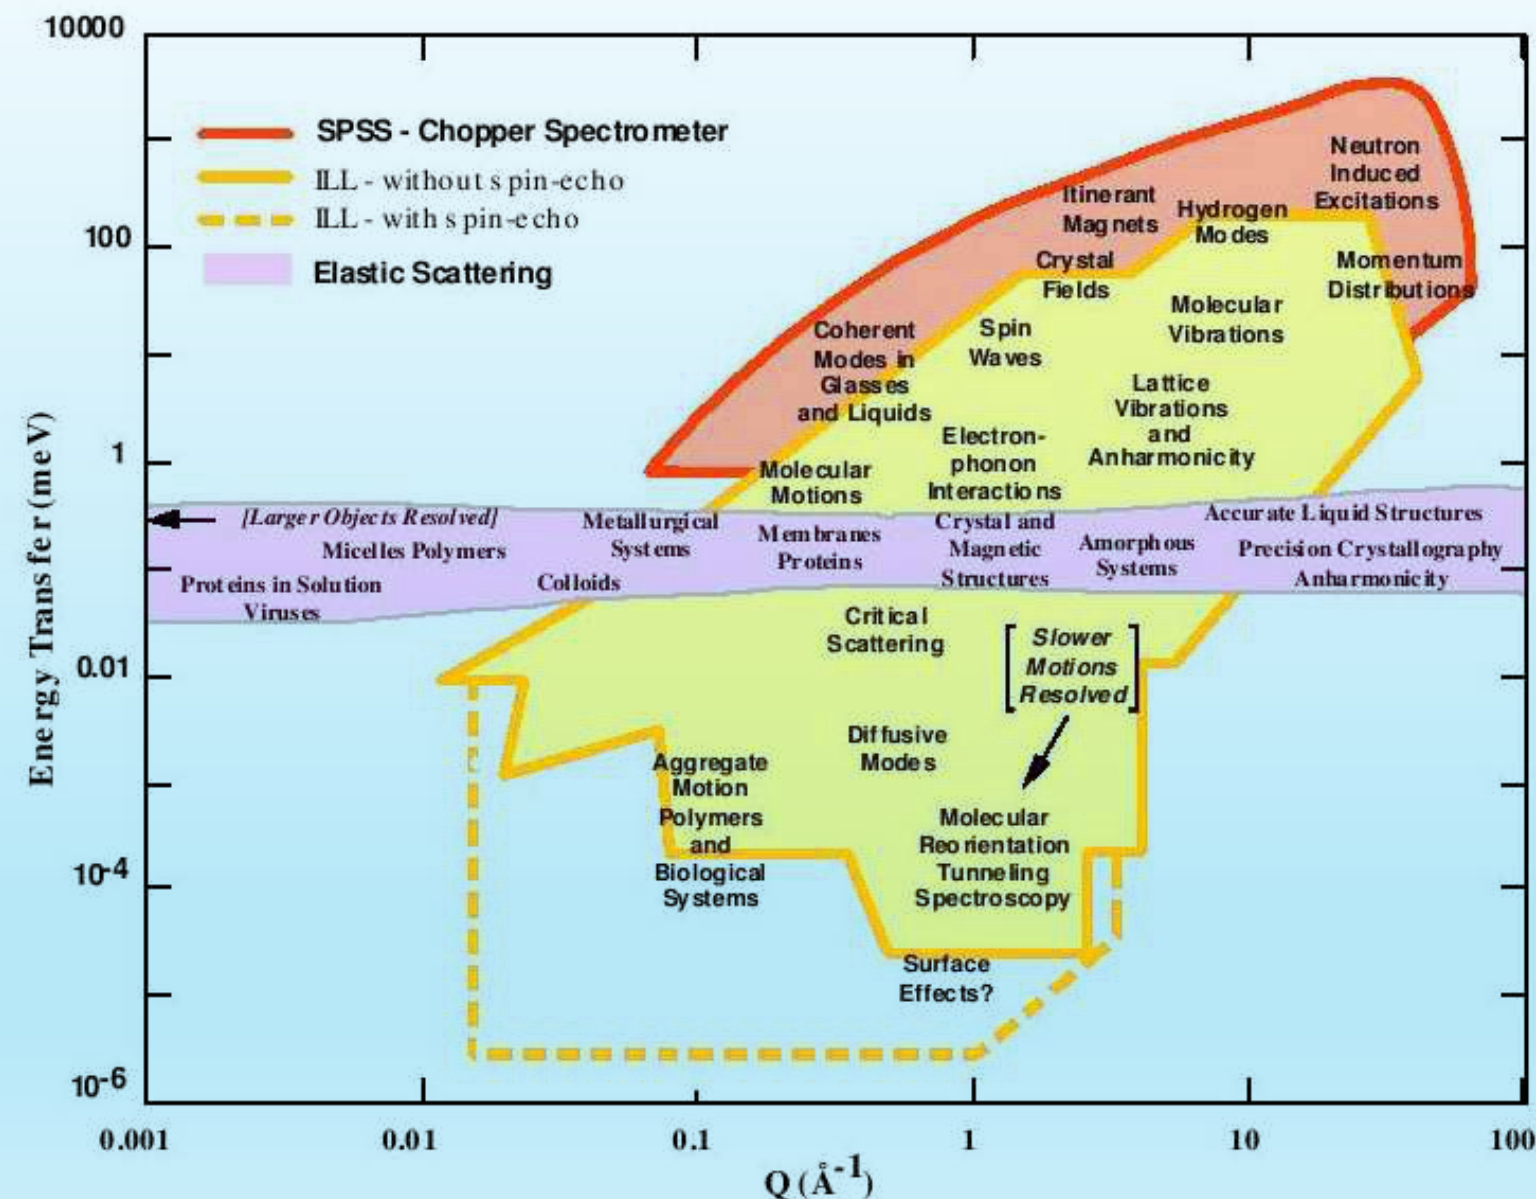 10000
100
1
0.01
10-4
10-6
Energy Transfer (meV)
SPSS - Chopper Spectrometer
ILL - without spin-echo
ILL - with spin-echo
Elastic Scattering
Neutron
Induced
Excitations
Itinerant
Magnets
Hydrogen
Modes
Crystal
Fields
Momentum
Distributions
Molecular
Vibrations
Coherent
Modes in
Glasses
and Liquids
Spin
Waves
Lattice
Vibrations
and
Anharmonicity
Electron-
phonon
Interactions
Molecular
Motions
[Larger Objects Resolved]
Micelles Polymers
Proteins in Solution
Viruses
Metallurgical
Systems
Colloids
Membranes
Proteins
Crystal and
Magnetic
Structures
Amorphous
Systems
Accurate Liquid Structures
Precision Crystallography
Anharmonicity
Critical
Scattering
[Slower
Motions
Resolved]
Diffusive
Modes
Aggregate
Motion
Polymers
and
Biological
Systems
Molecular
Reorientation
Tunneling
Spectroscopy
Surface
Effects?
0.001
0.01
0.1
1
10
100
Q (Å-1)